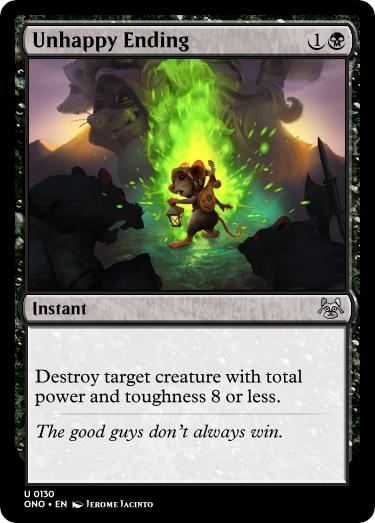 Unhappy Ending 1
Instant
Destroy target creature with total
power and toughness 8 or less.
The good guys don't always win.
U 0130
ONO • EN JEROME JACINTO